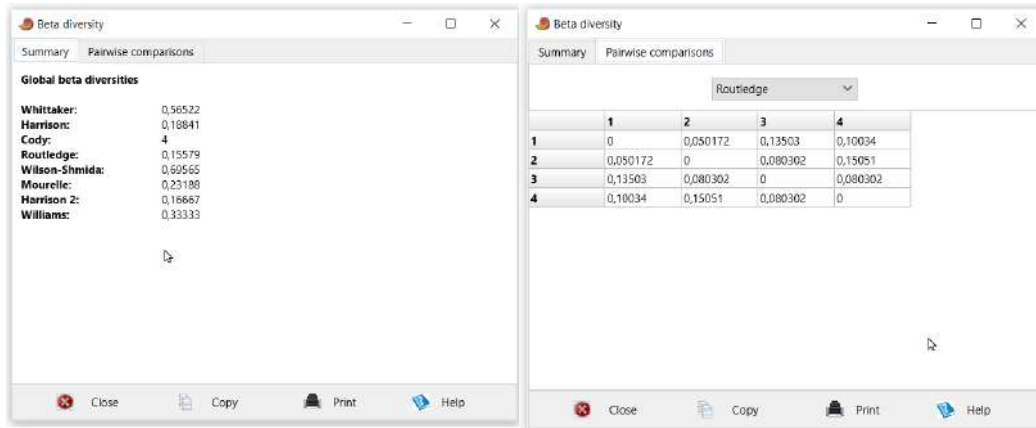 Beta diversity
Summary Pairwise comparisons
Global beta diversities
Whittaker: 0,56522
Harrison: 0,18841
Cody: 4
Routledge: 0,15579
Wilson-Shmida: 0,69565
Mourelle: 0,23188
Harrison 2: 0,16667
Williams: 0,33333
Close Copy Print Help
Beta diversity
Summary Pairwise comparisons
Routledge
1 2 3 4
1 0 0,050172 0,13503 0,10034
2 0,050172 0 0,080302 0,15051
3 0,13503 0,080302 0 0,080302
4 0,10034 0,15051 0,080302 0
Close Copy Print Help